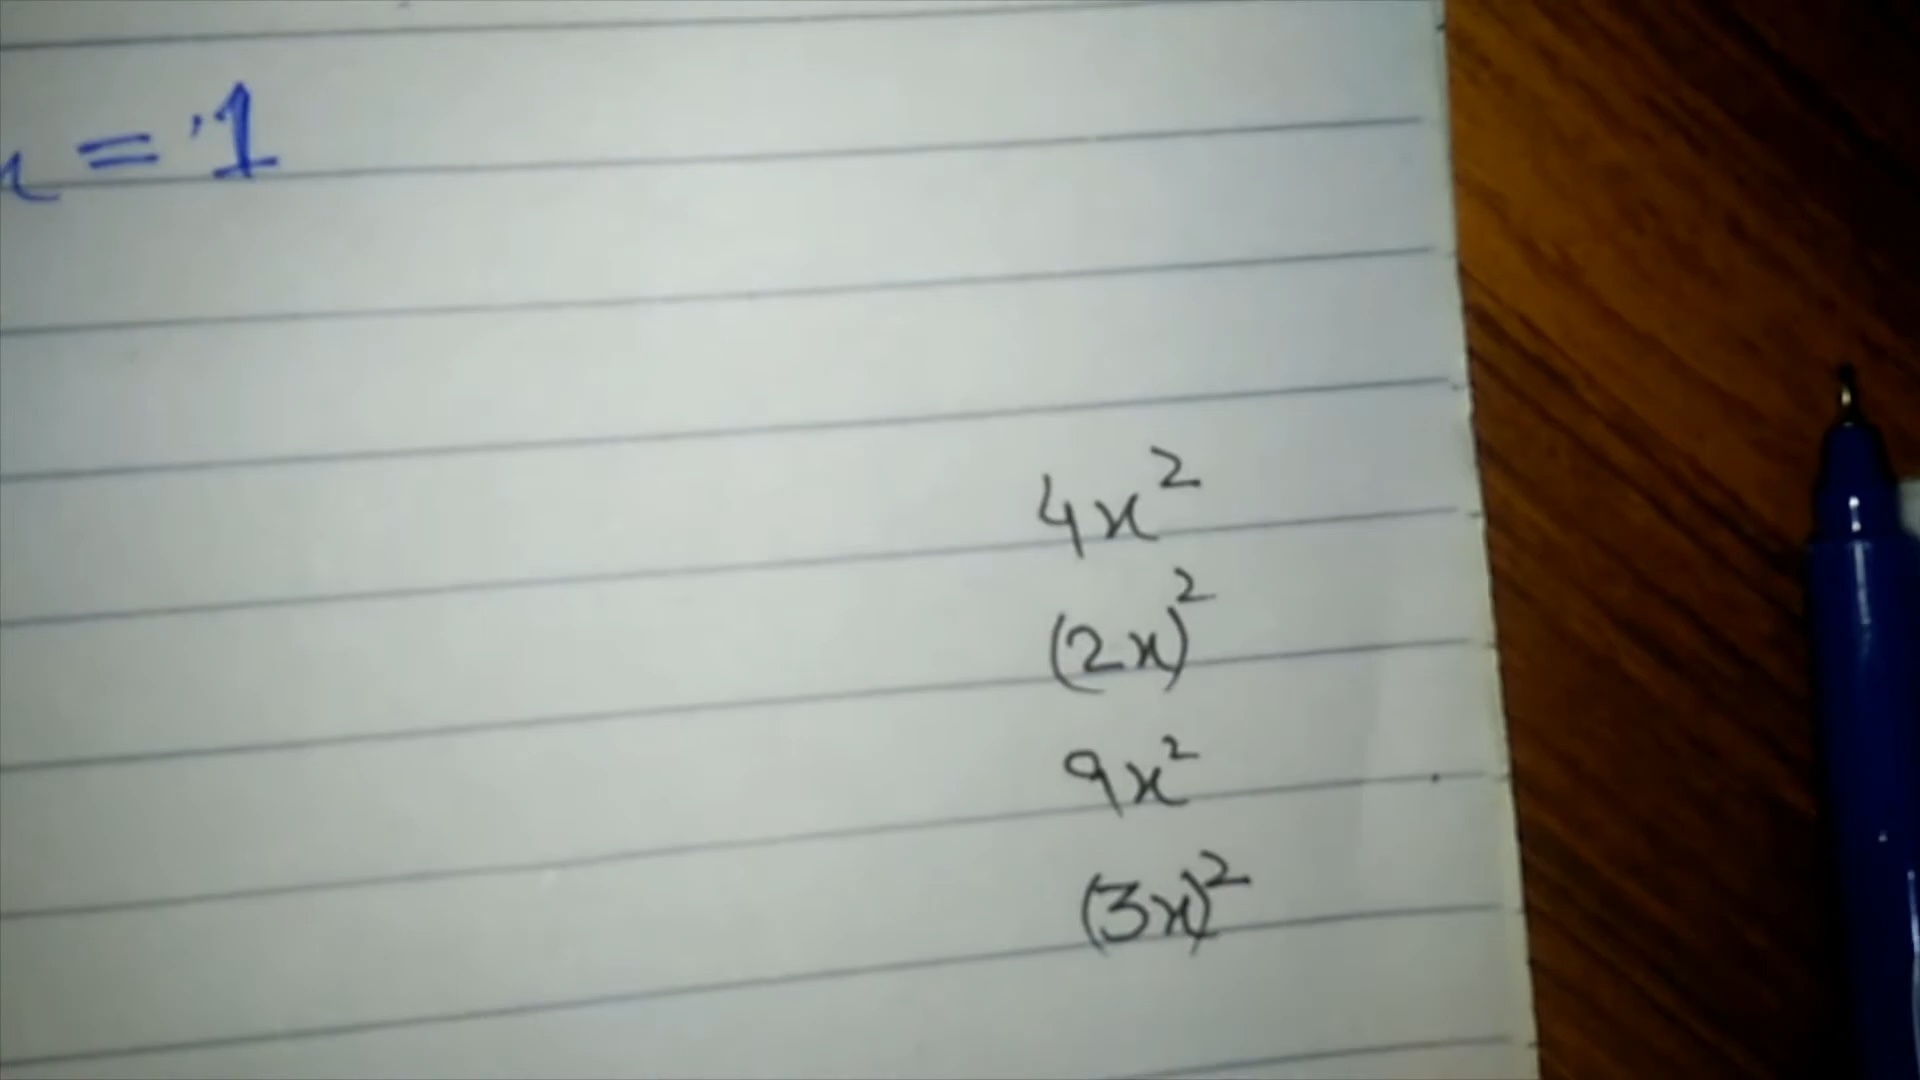 x = 1
4x²
(2x)²
9x²
(3x)²